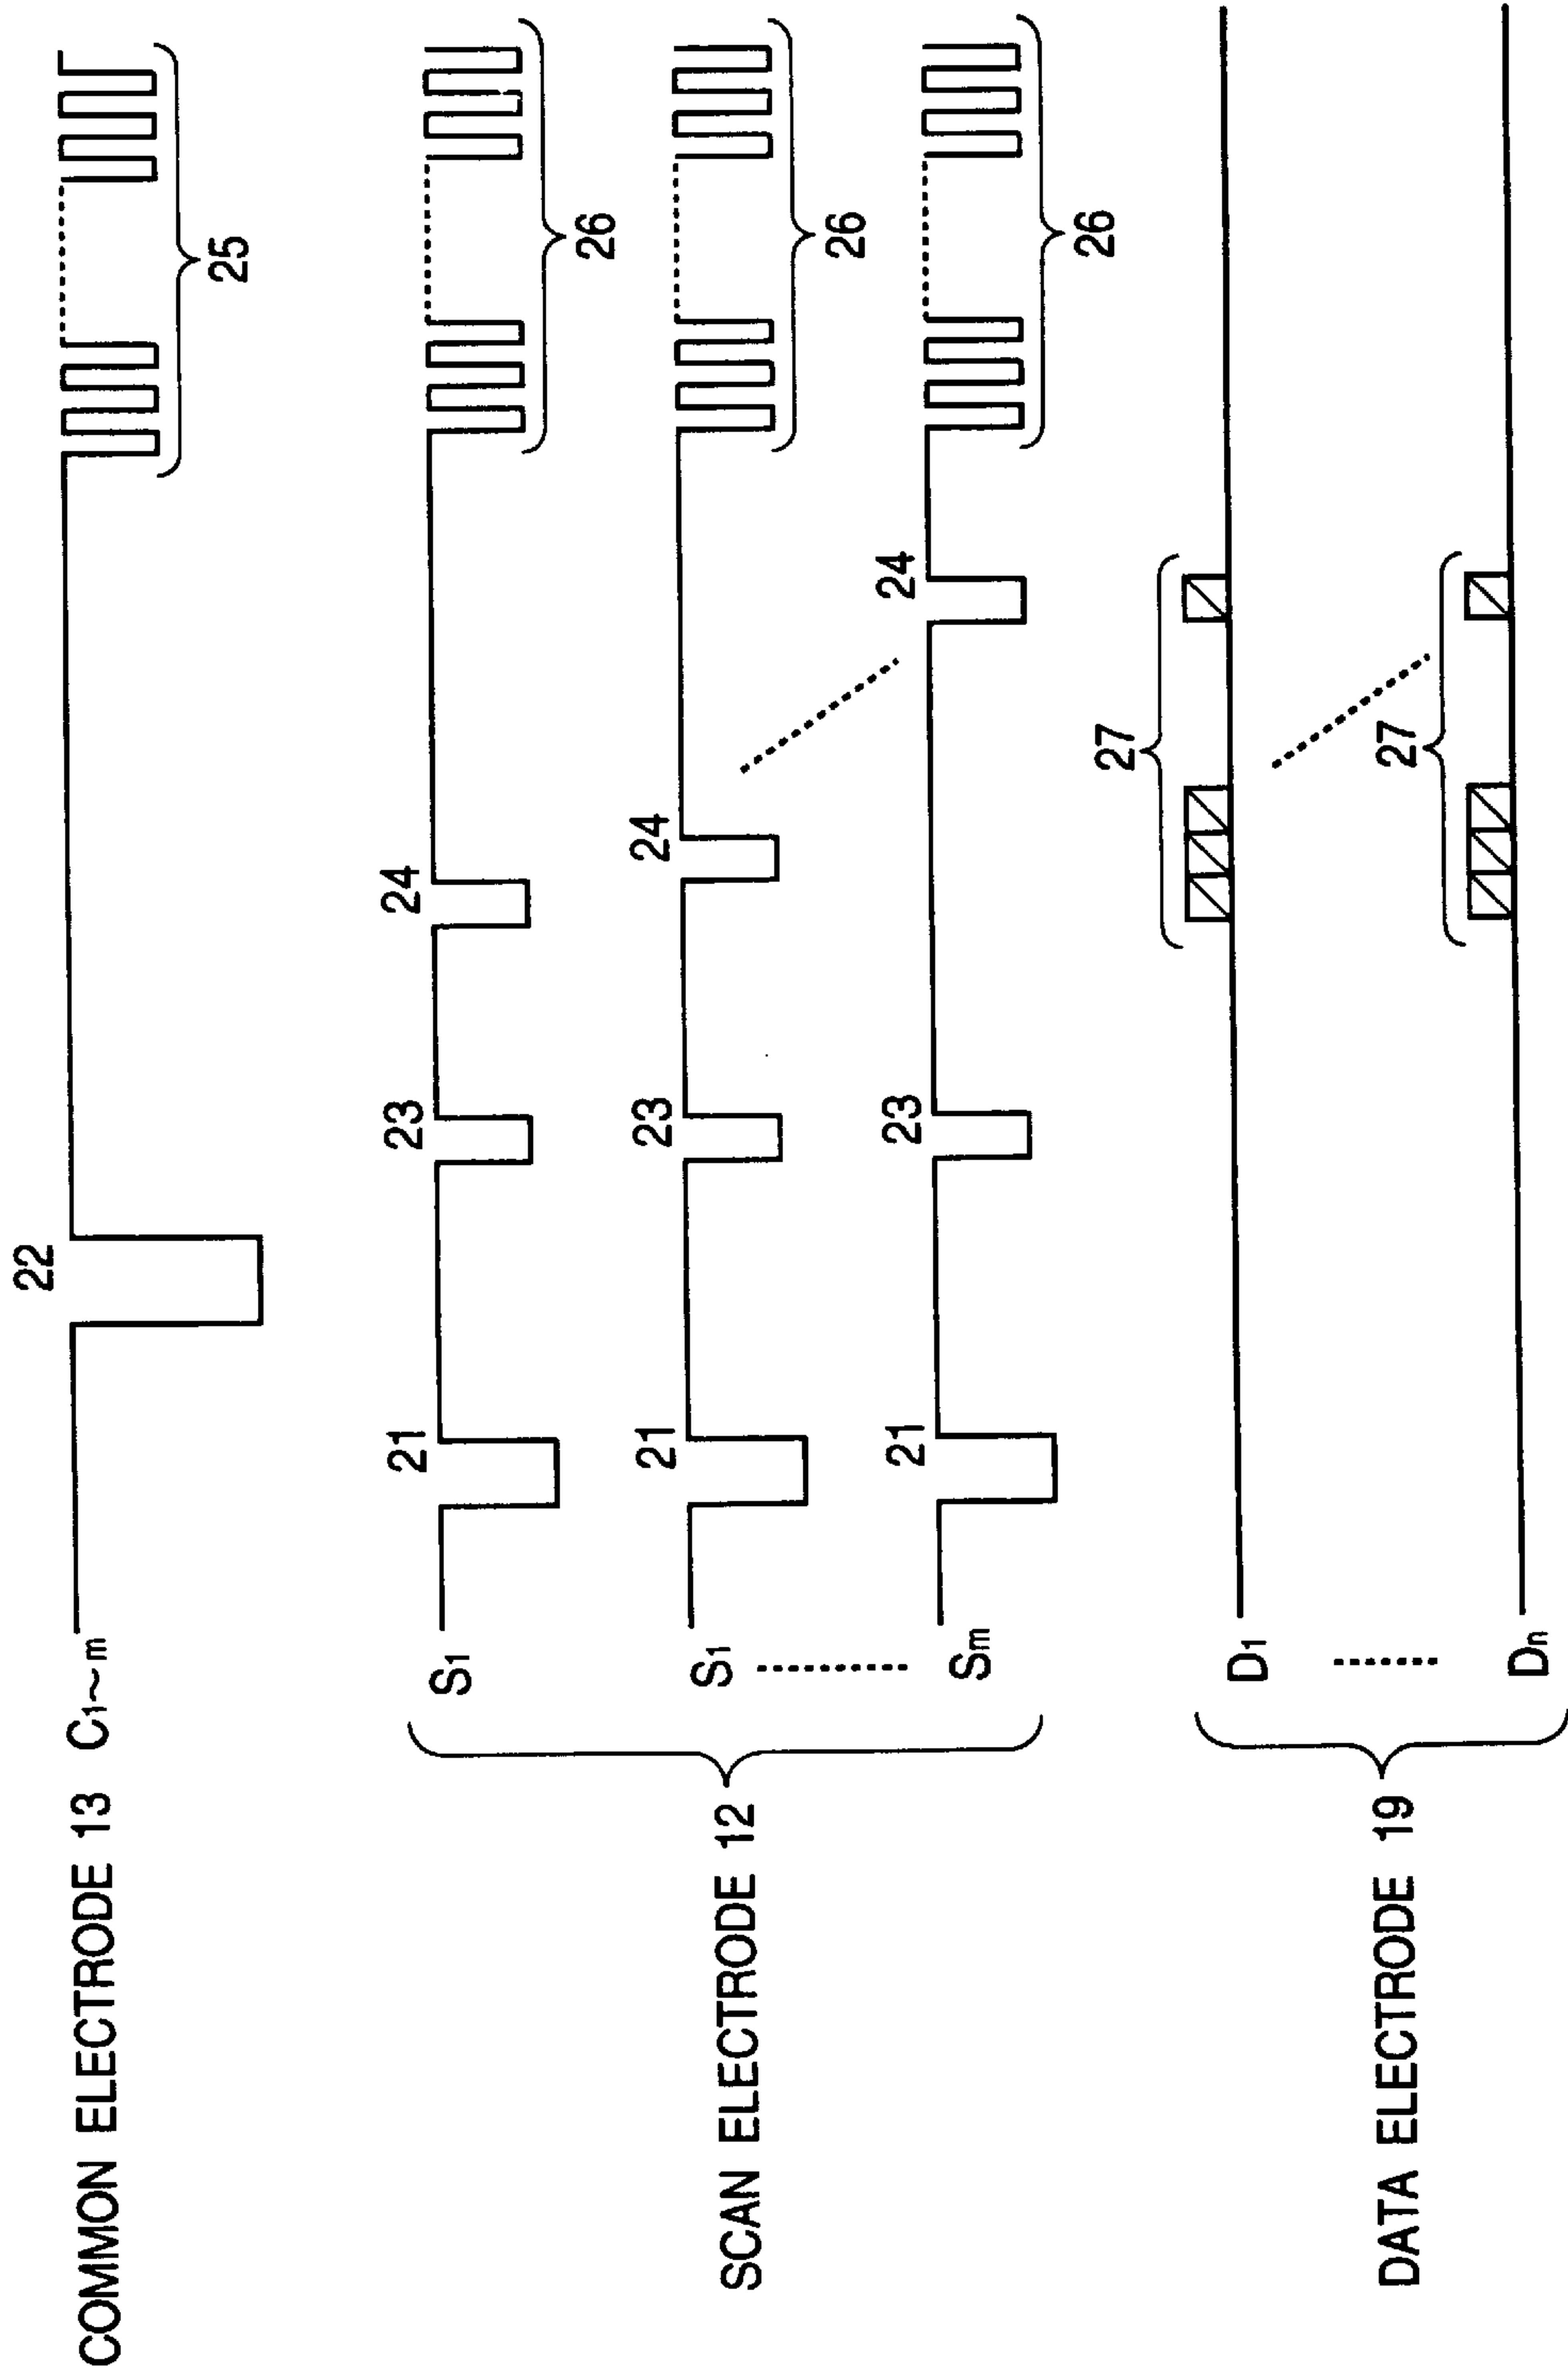 COMMON ELECTRODE 13 C1~m
22
25
SCAN ELECTRODE 12
S1
21
23
24
26
S1
21
23
24
26
Sm
21
23
24
26
DATA ELECTRODE 19
D1
27
Dn
27